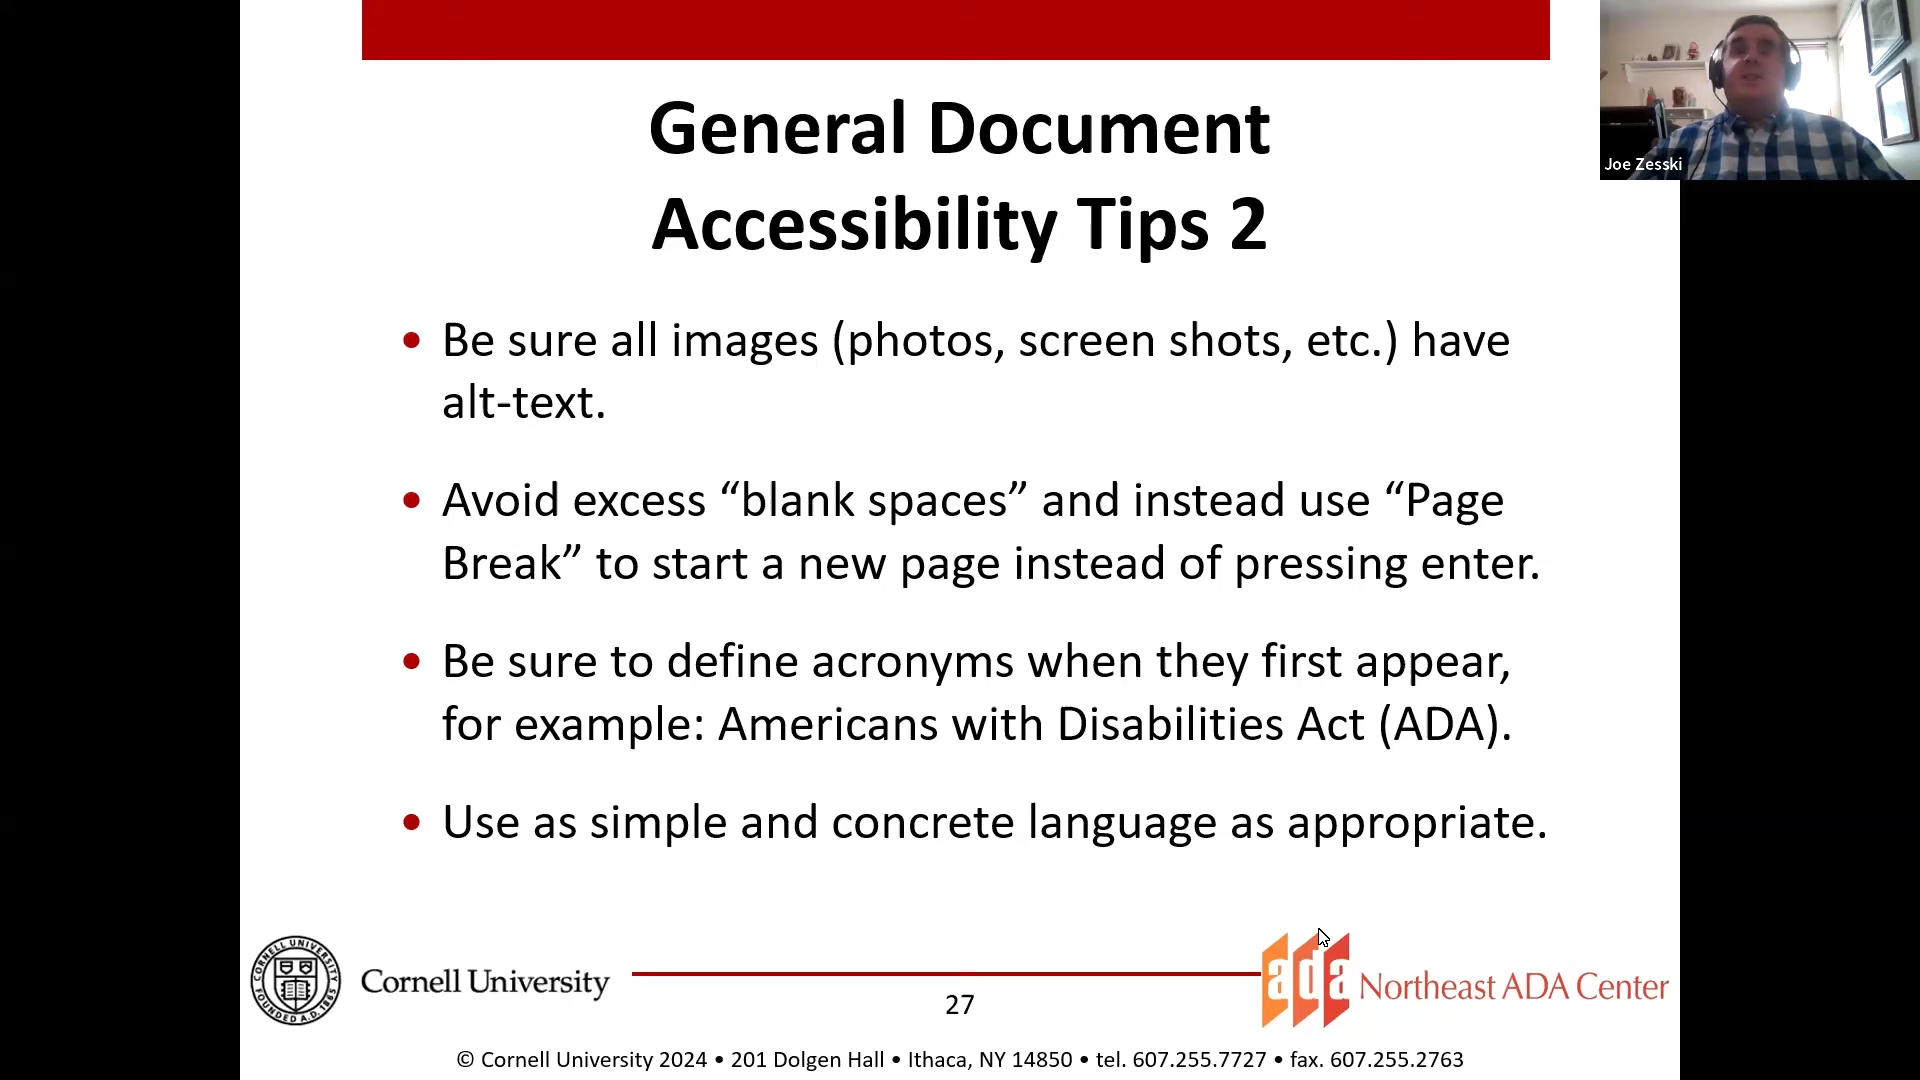 General Document
Accessibility Tips 2
Joe Zesski
• Be sure all images (photos, screen shots, etc.) have
alt-text.
• Avoid excess “blank spaces” and instead use “Page
Break” to start a new page instead of pressing enter.
• Be sure to define acronyms when they first appear,
for example: Americans with Disabilities Act (ADA).
• Use as simple and concrete language as appropriate.
CORNELL UNIVERSITY
FOUNDED A.D. 1865
Cornell University
27
ada
Northeast ADA Center
© Cornell University 2024 • 201 Dolgen Hall • Ithaca, NY 14850 • tel. 607.255.7727 • fax. 607.255.2763